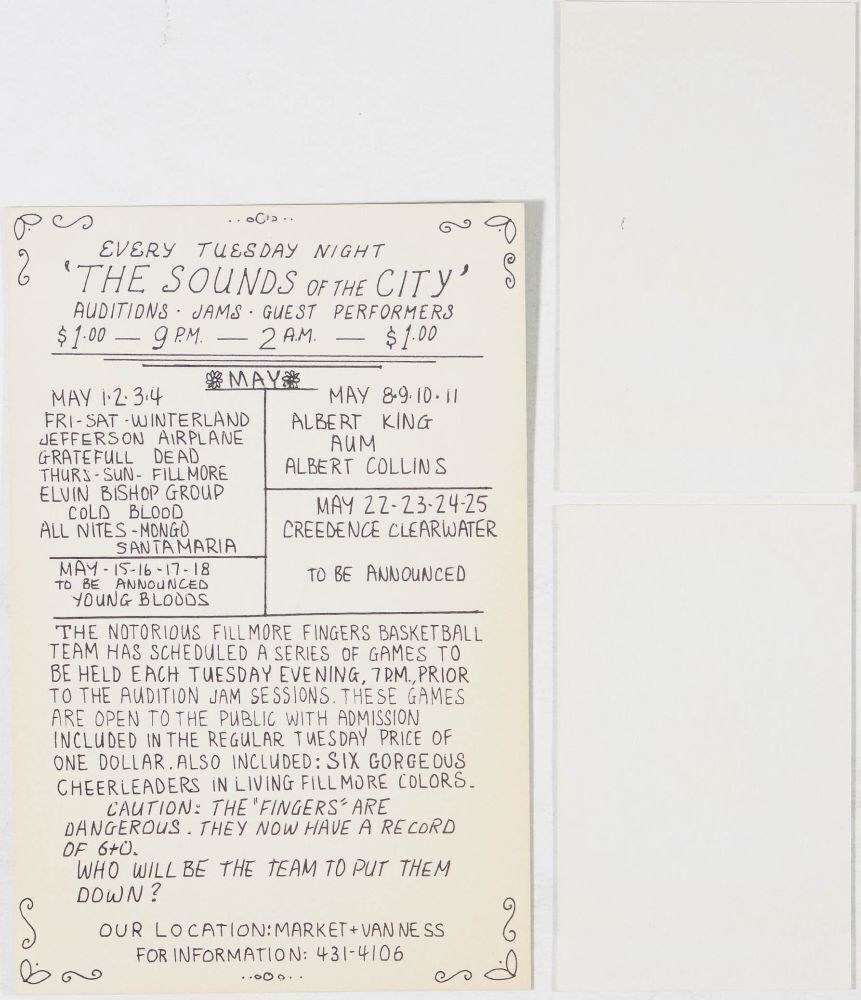 EVERY TUESDAY NIGHT
'THE SOUNDS OF THE CITY'
AUDITIONS · JAMS · GUEST PERFORMERS
$1.00 — 9 P.M. — 2 A.M. — $1.00
MAY
MAY 1·2·3·4
FRI-SAT-WINTERLAND
JEFFERSON AIRPLANE
GRATEFULL DEAD
THURS-SUN-FILLMORE
ELVIN BISHOP GROUP
COLD BLOOD
ALL NITES-MONGO
SANTAMARIA
MAY 8·9·10·11
ALBERT KING
AUM
ALBERT COLLINS
MAY-15-16-17-18
TO BE ANNOUNCED
YOUNG BLOODS
MAY 22-23-24-25
CREEDENCE CLEARWATER
TO BE ANNOUNCED
THE NOTORIOUS FILLMORE FINGERS BASKETBALL
TEAM HAS SCHEDULED A SERIES OF GAMES TO
BE HELD EACH TUESDAY EVENING, 7 P.M., PRIOR
TO THE AUDITION JAM SESSIONS. THESE GAMES
ARE OPEN TO THE PUBLIC WITH ADMISSION
INCLUDED IN THE REGULAR TUESDAY PRICE OF
ONE DOLLAR. ALSO INCLUDED: SIX GORGEOUS
CHEERLEADERS IN LIVING FILLMORE COLORS.
CAUTION: THE "FINGERS" ARE
DANGEROUS. THEY NOW HAVE A RECORD
OF 6+0.
WHO WILL BE THE TEAM TO PUT THEM
DOWN?
OUR LOCATION: MARKET + VAN NESS
FOR INFORMATION: 431-4106